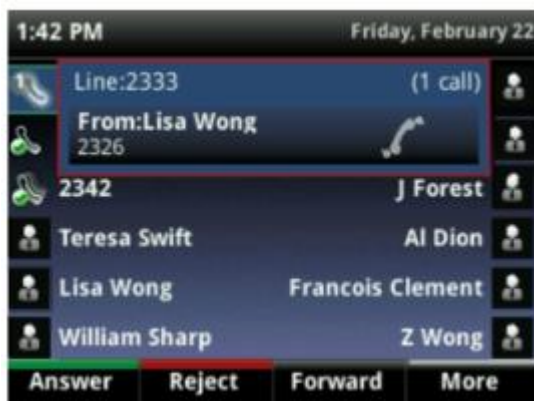 1:42 PM Friday, February 22
Line:2333 (1 call)
From:Lisa Wong
2326
2342 J Forest
Teresa Swift Al Dion
Lisa Wong Francois Clement
William Sharp Z Wong
Answer Reject Forward More